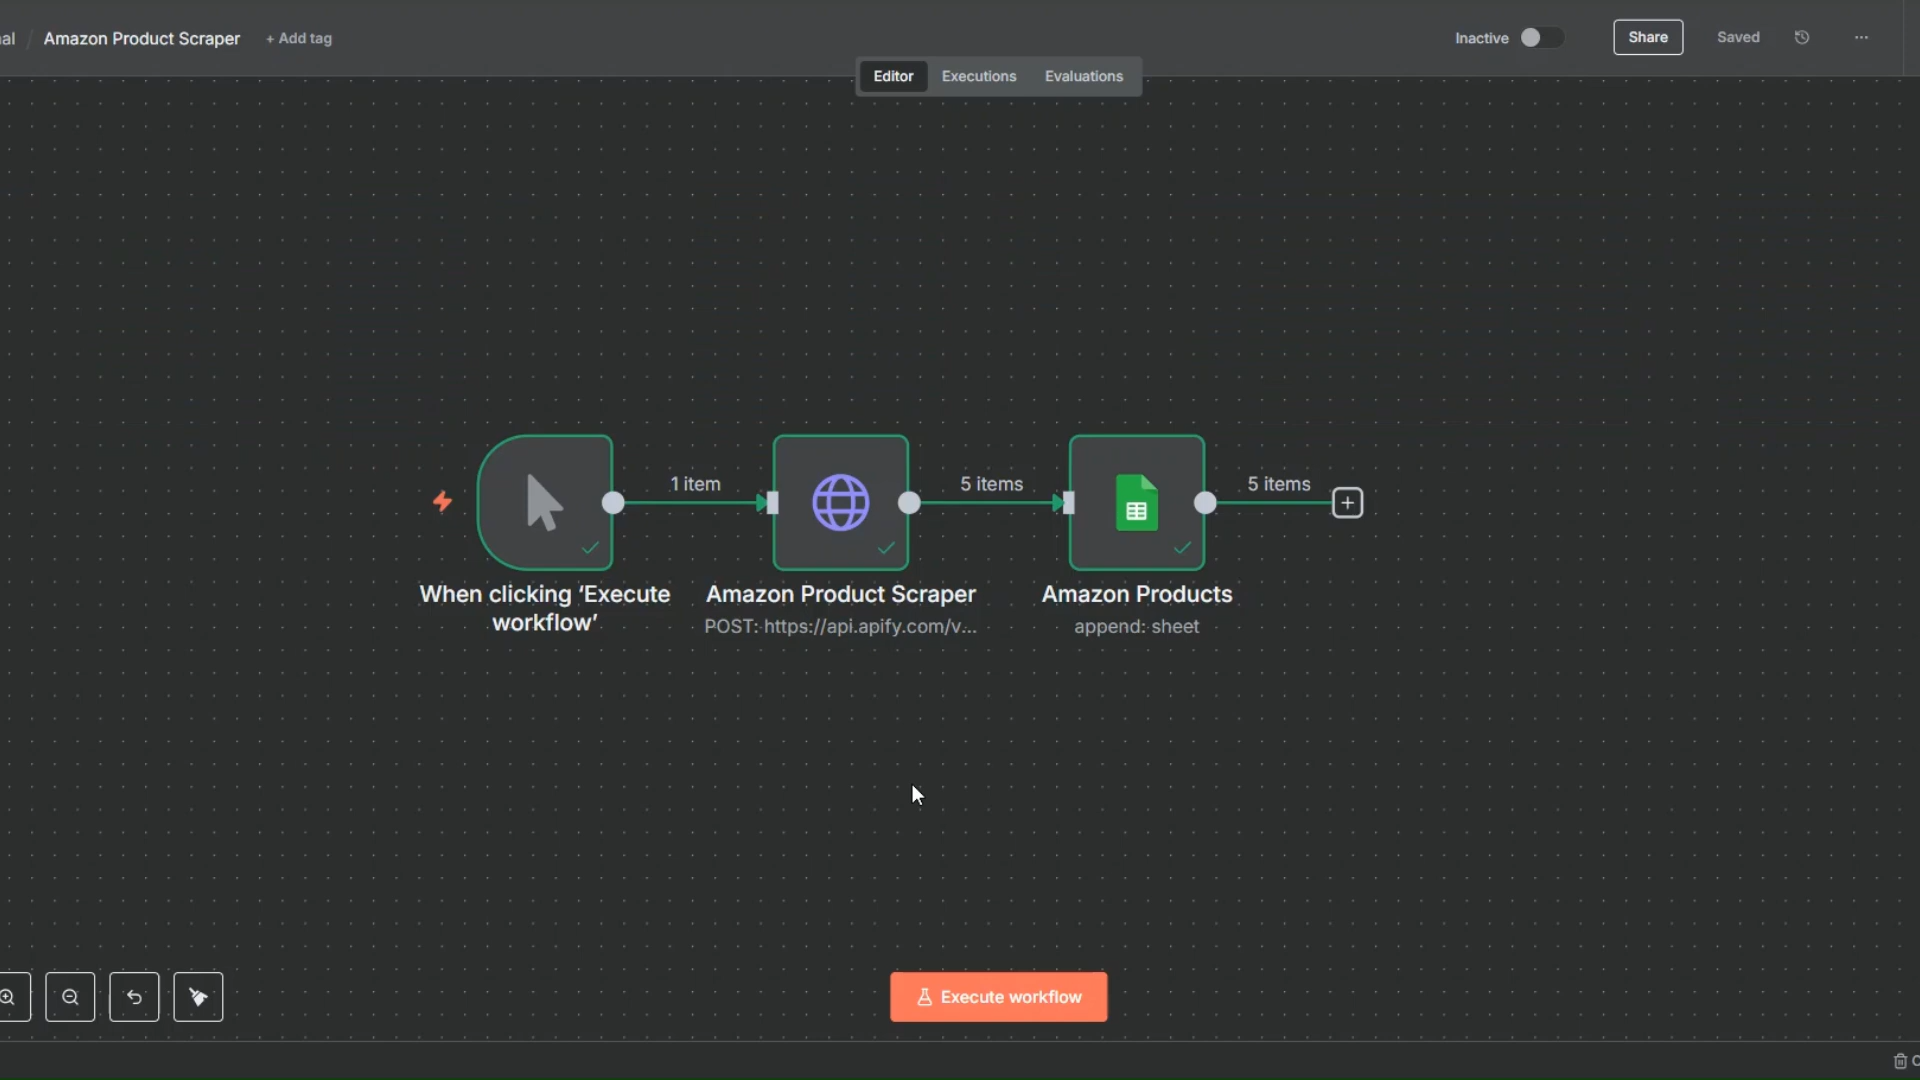 al / Amazon Product Scraper + Add tag
Inactive Share Saved ...
Editor Executions Evaluations
1 item 5 items 5 items
When clicking ‘Execute workflow’
Amazon Product Scraper
POST: https://api.apify.com/v...
Amazon Products
append: sheet
Execute workflow